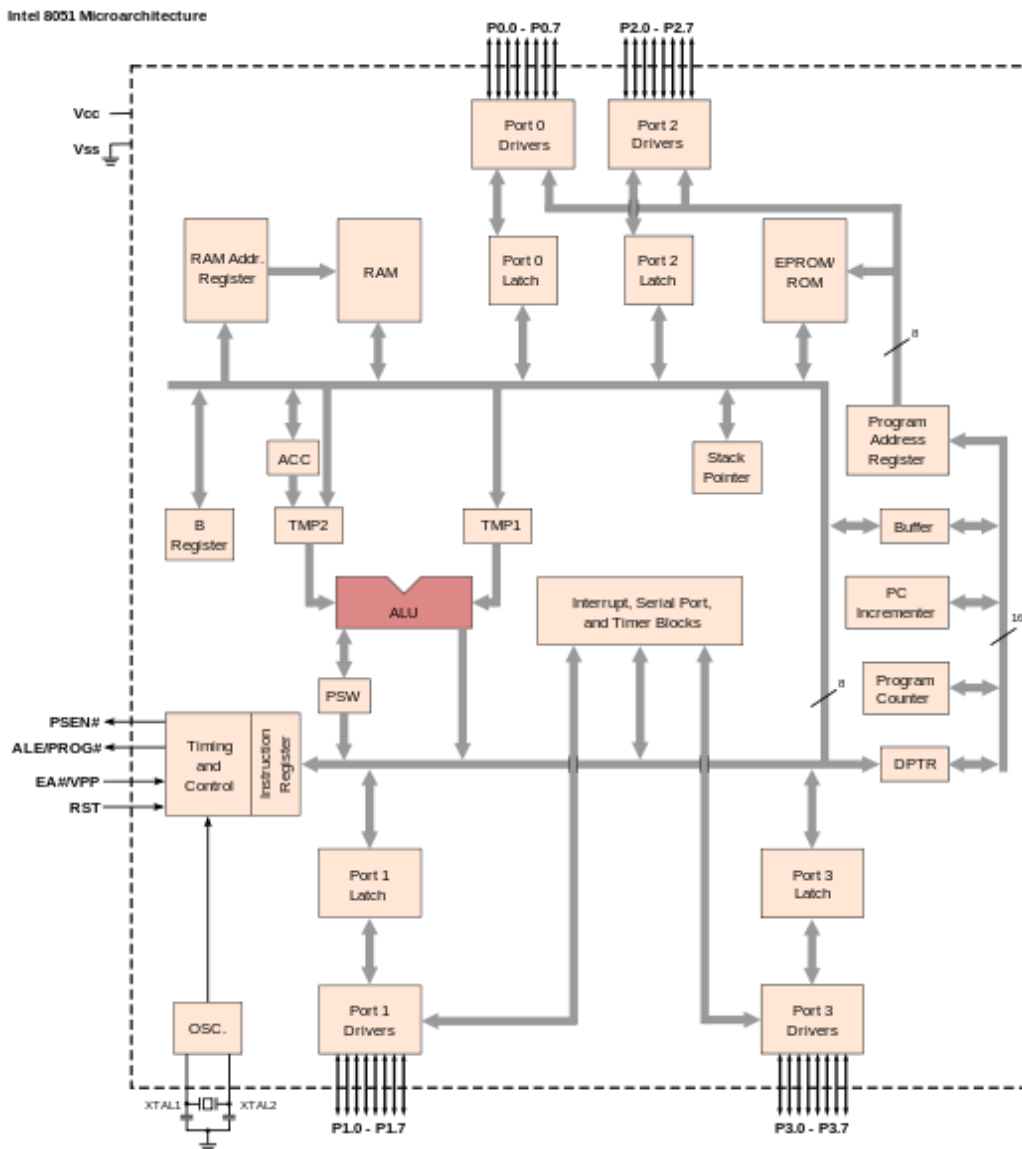 Intel 8051 Microarchitecture
P0.0 - P0.7
P2.0 - P2.7
Vcc
Vss
Port 0
Drivers
Port 2
Drivers
RAM Addr.
Register
RAM
Port 0
Latch
Port 2
Latch
EPROM/
ROM
8
Program
Address
Register
ACC
Stack
Pointer
B
Register
TMP2
TMP1
Buffer
ALU
Interrupt, Serial Port,
and Timer Blocks
PC
Incrementer
16
PSW
8
Program
Counter
PSEN#
ALE/PROG#
EA#/VPP
RST
Timing
and
Control
Instruction
Register
DPTR
Port 1
Latch
Port 3
Latch
OSC.
Port 1
Drivers
Port 3
Drivers
XTAL1
XTAL2
P1.0 - P1.7
P3.0 - P3.7